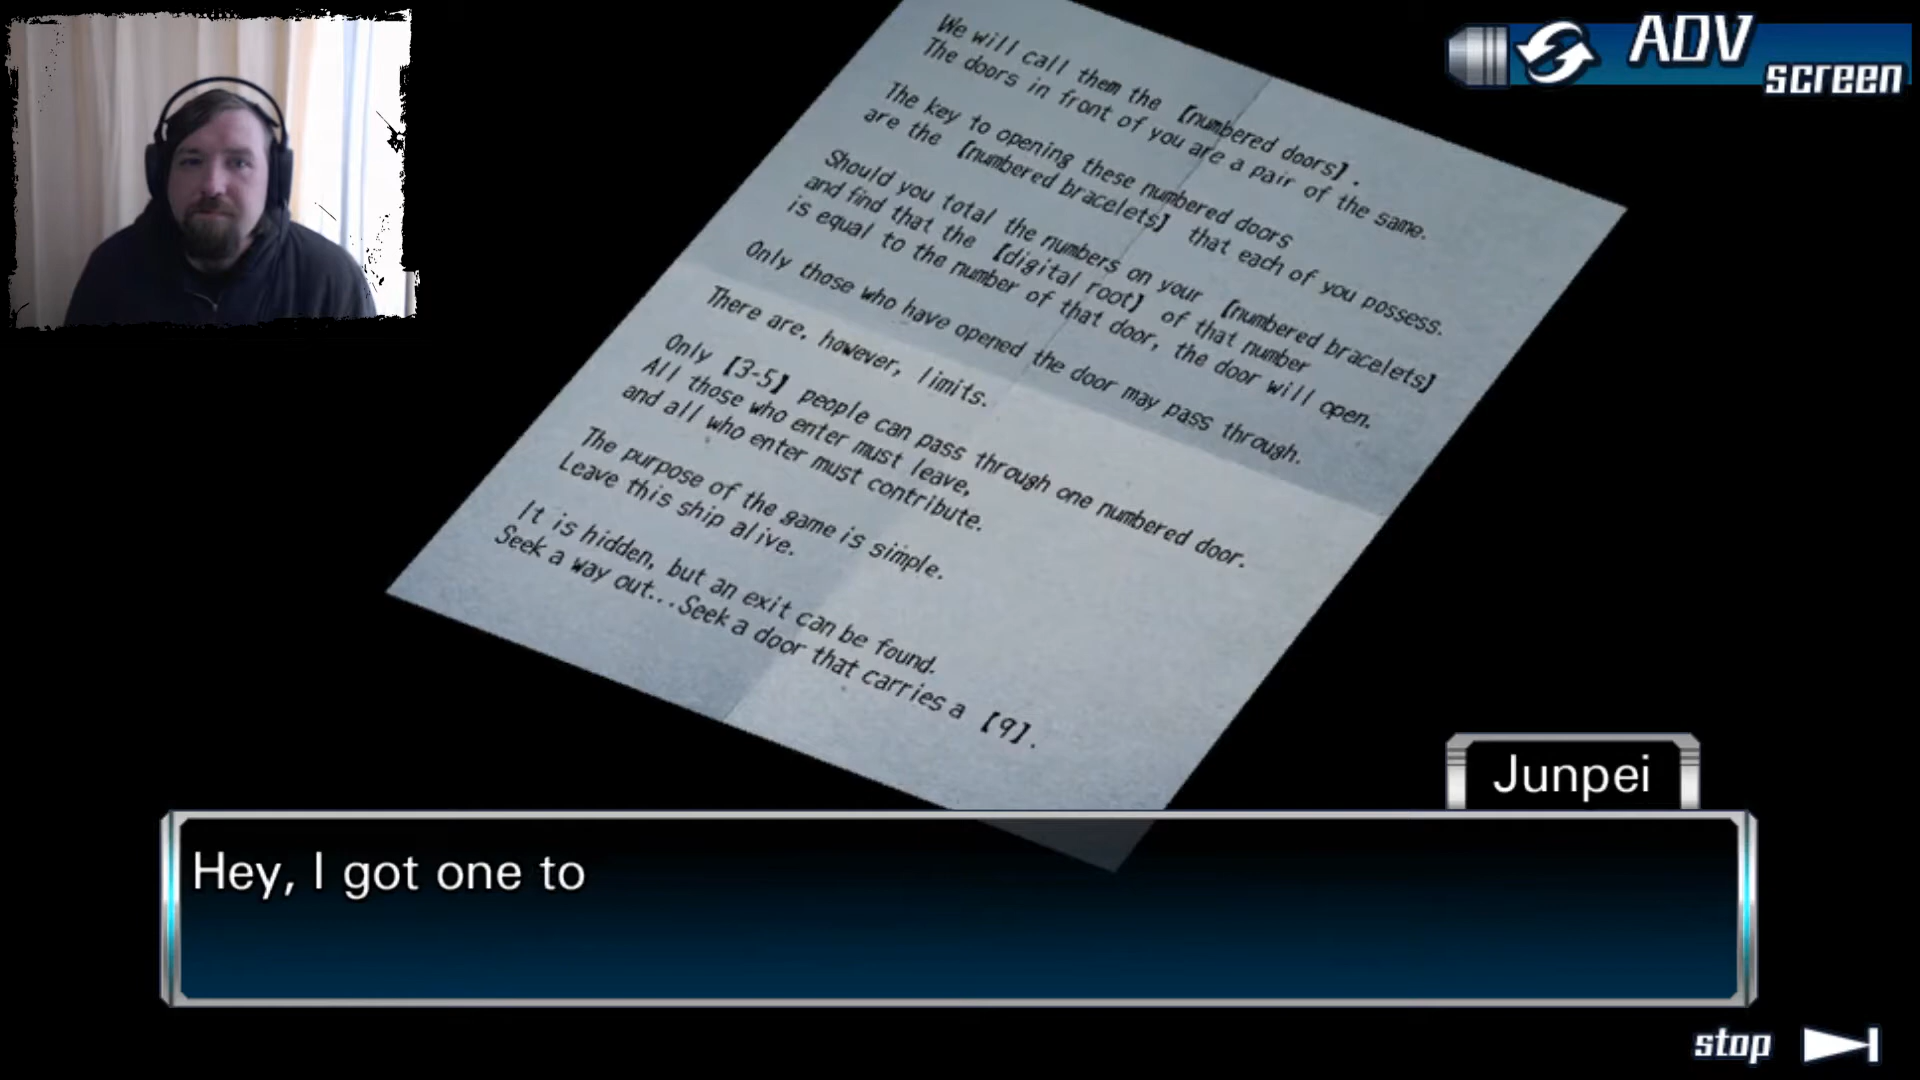 ADV
screen
We will call them the 【numbered doors】.
The doors in front of you are a pair of the same.
The key to opening these numbered doors
are the 【numbered bracelets】 that each of you possess.
Should you total the numbers on your 【numbered bracelets】
and find that the 【digital root】 of that number
is equal to the number of that door, the door will open.
Only those who have opened the door may pass through.
There are, however, limits.
Only 【3-5】 people can pass through one numbered door.
All those who enter must leave,
and all who enter must contribute.
The purpose of the game is simple.
Leave this ship alive.
It is hidden, but an exit can be found.
Seek a way out...Seek a door that carries a 【9】.
Junpei
Hey, I got one to
stop